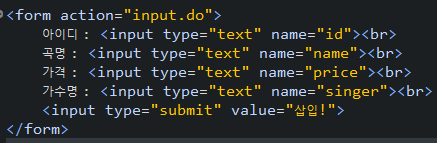 <form action="input.do">
아이디 : <input type="text" name="id"><br>
곡명 : <input type="text" name="name"><br>
가격 : <input type="text" name="price"><br>
가수명 : <input type="text" name="singer"><br>
<input type="submit" value="삽입!">
</form>